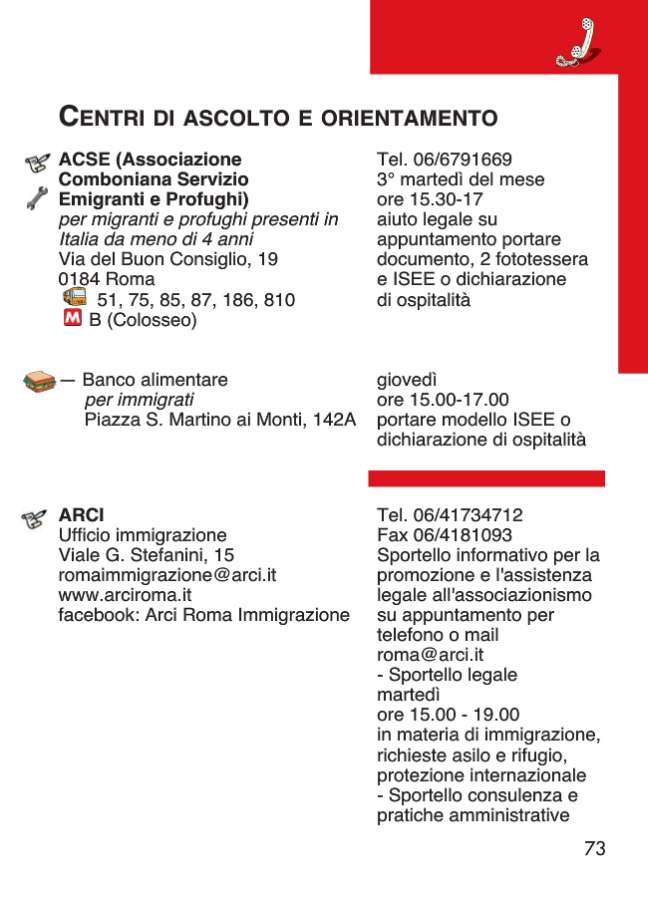 CENTRI DI ASCOLTO E ORIENTAMENTO
ACSE (Associazione
Comboniana Servizio
Emigranti e Profughi)
per migranti e profughi presenti in
Italia da meno di 4 anni
Via del Buon Consiglio, 19
0184 Roma
51, 75, 85, 87, 186, 810
M B (Colosseo)
Tel. 06/6791669
3° martedì del mese
ore 15.30-17
aiuto legale su
appuntamento portare
documento, 2 fototessera
e ISEE o dichiarazione
di ospitalità
— Banco alimentare
per immigrati
Piazza S. Martino ai Monti, 142A
giovedì
ore 15.00-17.00
portare modello ISEE o
dichiarazione di ospitalità
ARCI
Ufficio immigrazione
Viale G. Stefanini, 15
romaimmigrazione@arci.it
www.arciroma.it
facebook: Arci Roma Immigrazione
Tel. 06/41734712
Fax 06/4181093
Sportello informativo per la
promozione e l'assistenza
legale all'associazionismo
su appuntamento per
telefono o mail
roma@arci.it
- Sportello legale
martedì
ore 15.00 - 19.00
in materia di immigrazione,
richieste asilo e rifugio,
protezione internazionale
- Sportello consulenza e
pratiche amministrative
73